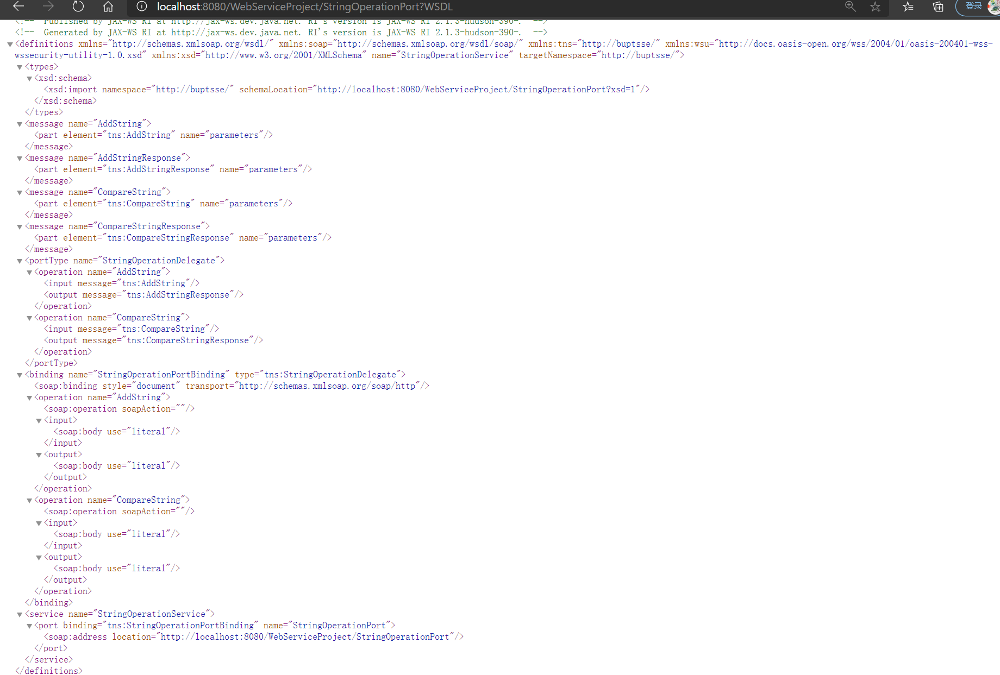 localhost:8080/WebServiceProject/StringOperationPort?WSDL
登录
<!-- Published by JAX-WS RI at http://jax-ws.dev.java.net. RI's version is JAX-WS RI 2.1.3-hudson-390-. -->
<!-- Generated by JAX-WS RI at http://jax-ws.dev.java.net. RI's version is JAX-WS RI 2.1.3-hudson-390-. -->
▼<definitions xmlns="http://schemas.xmlsoap.org/wsdl/" xmlns:soap="http://schemas.xmlsoap.org/wsdl/soap/" xmlns:tns="http://buptsse/" xmlns:wsu="http://docs.oasis-open.org/wss/2004/01/oasis-200401-wss-
wssecurity-utility-1.0.xsd" xmlns:xsd="http://www.w3.org/2001/XMLSchema" name="StringOperationService" targetNamespace="http://buptsse/">
▼<types>
▼<xsd:schema>
<xsd:import namespace="http://buptsse/" schemaLocation="http://localhost:8080/WebServiceProject/StringOperationPort?xsd=1"/>
</xsd:schema>
</types>
▼<message name="AddString">
<part element="tns:AddString" name="parameters"/>
</message>
▼<message name="AddStringResponse">
<part element="tns:AddStringResponse" name="parameters"/>
</message>
▼<message name="CompareString">
<part element="tns:CompareString" name="parameters"/>
</message>
▼<message name="CompareStringResponse">
<part element="tns:CompareStringResponse" name="parameters"/>
</message>
▼<portType name="StringOperationDelegate">
▼<operation name="AddString">
<input message="tns:AddString"/>
<output message="tns:AddStringResponse"/>
</operation>
▼<operation name="CompareString">
<input message="tns:CompareString"/>
<output message="tns:CompareStringResponse"/>
</operation>
</portType>
▼<binding name="StringOperationPortBinding" type="tns:StringOperationDelegate">
<soap:binding style="document" transport="http://schemas.xmlsoap.org/soap/http"/>
▼<operation name="AddString">
<soap:operation soapAction=""/>
▼<input>
<soap:body use="literal"/>
</input>
▼<output>
<soap:body use="literal"/>
</output>
</operation>
▼<operation name="CompareString">
<soap:operation soapAction=""/>
▼<input>
<soap:body use="literal"/>
</input>
▼<output>
<soap:body use="literal"/>
</output>
</operation>
</binding>
▼<service name="StringOperationService">
▼<port binding="tns:StringOperationPortBinding" name="StringOperationPort">
<soap:address location="http://localhost:8080/WebServiceProject/StringOperationPort"/>
</port>
</service>
</definitions>